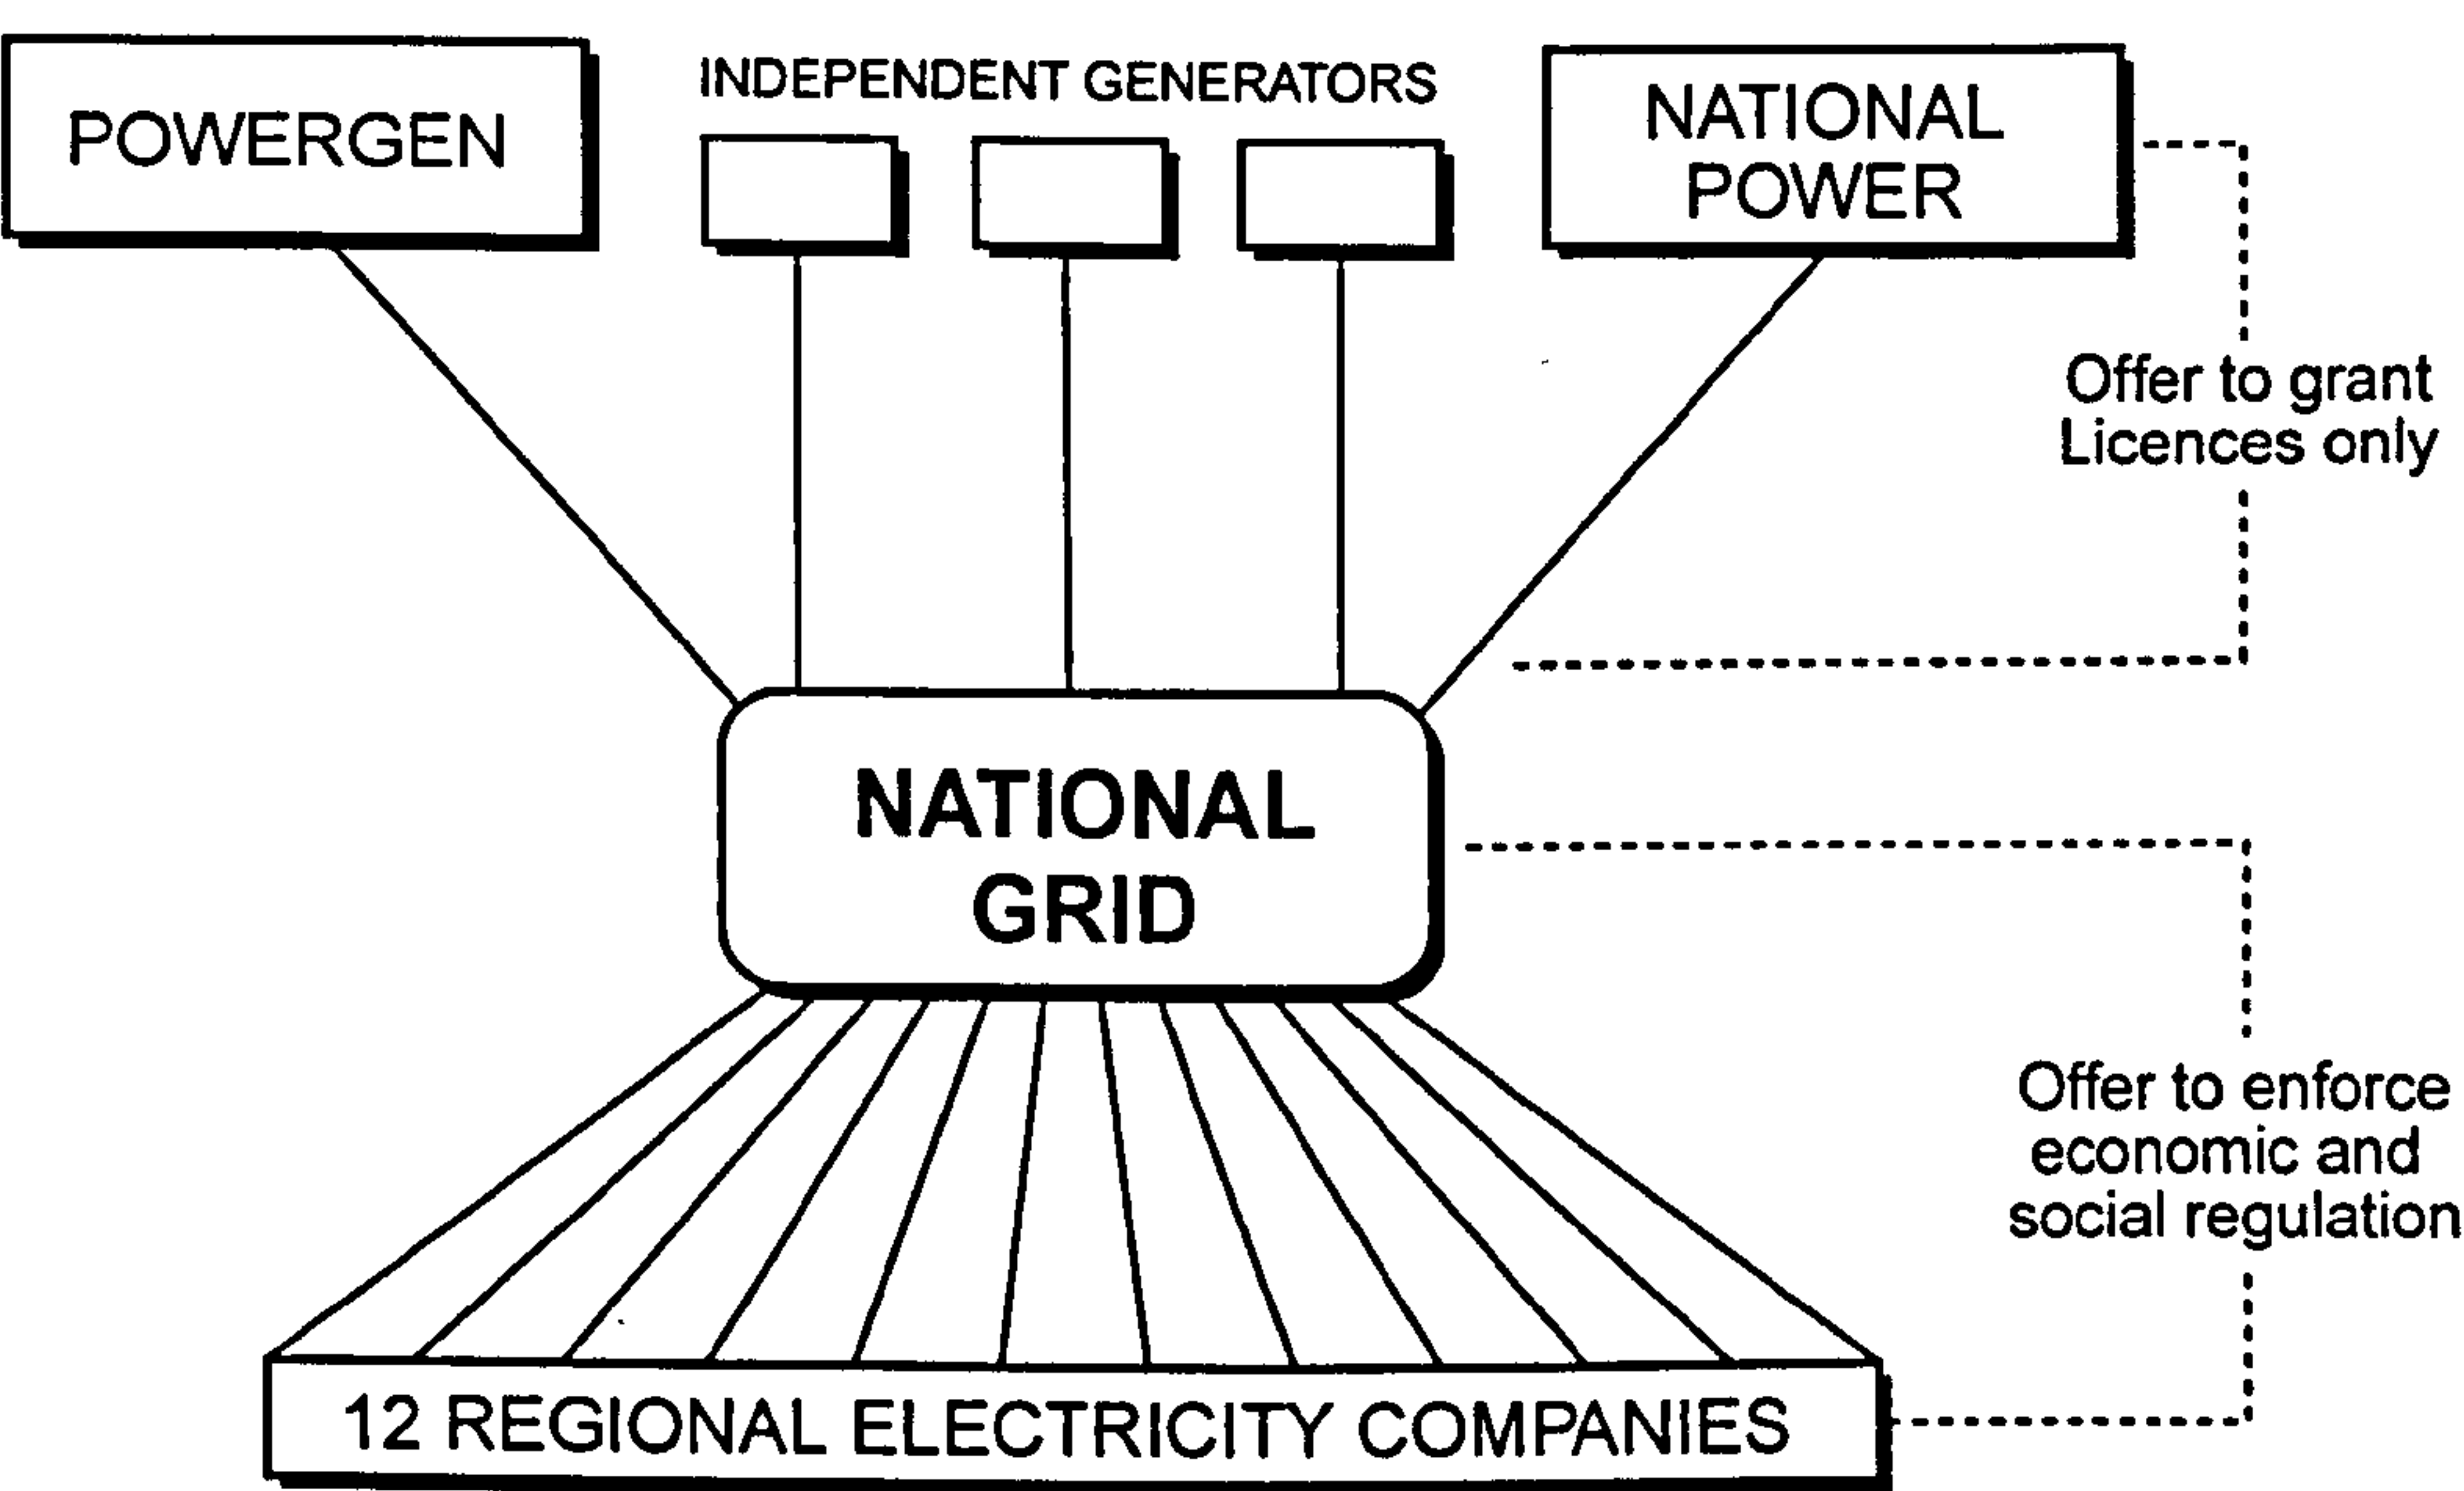 POWERGEN
INDEPENDENT GENERATORS
NATIONAL
POWER
Offer to grant
Licences only
NATIONAL
GRID
Offer to enforce
economic and
social regulation
12 REGIONAL ELECTRICITY COMPANIES